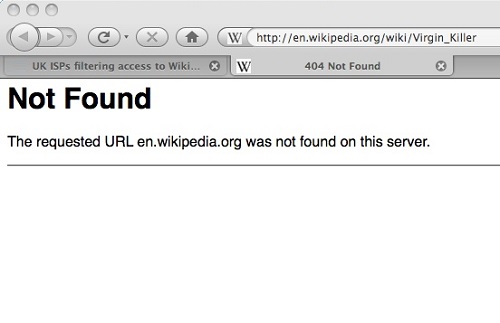 http://en.wikipedia.org/wiki/Virgin_Killer
UK ISPs filtering access to Wiki...
404 Not Found
Not Found
The requested URL en.wikipedia.org was not found on this server.